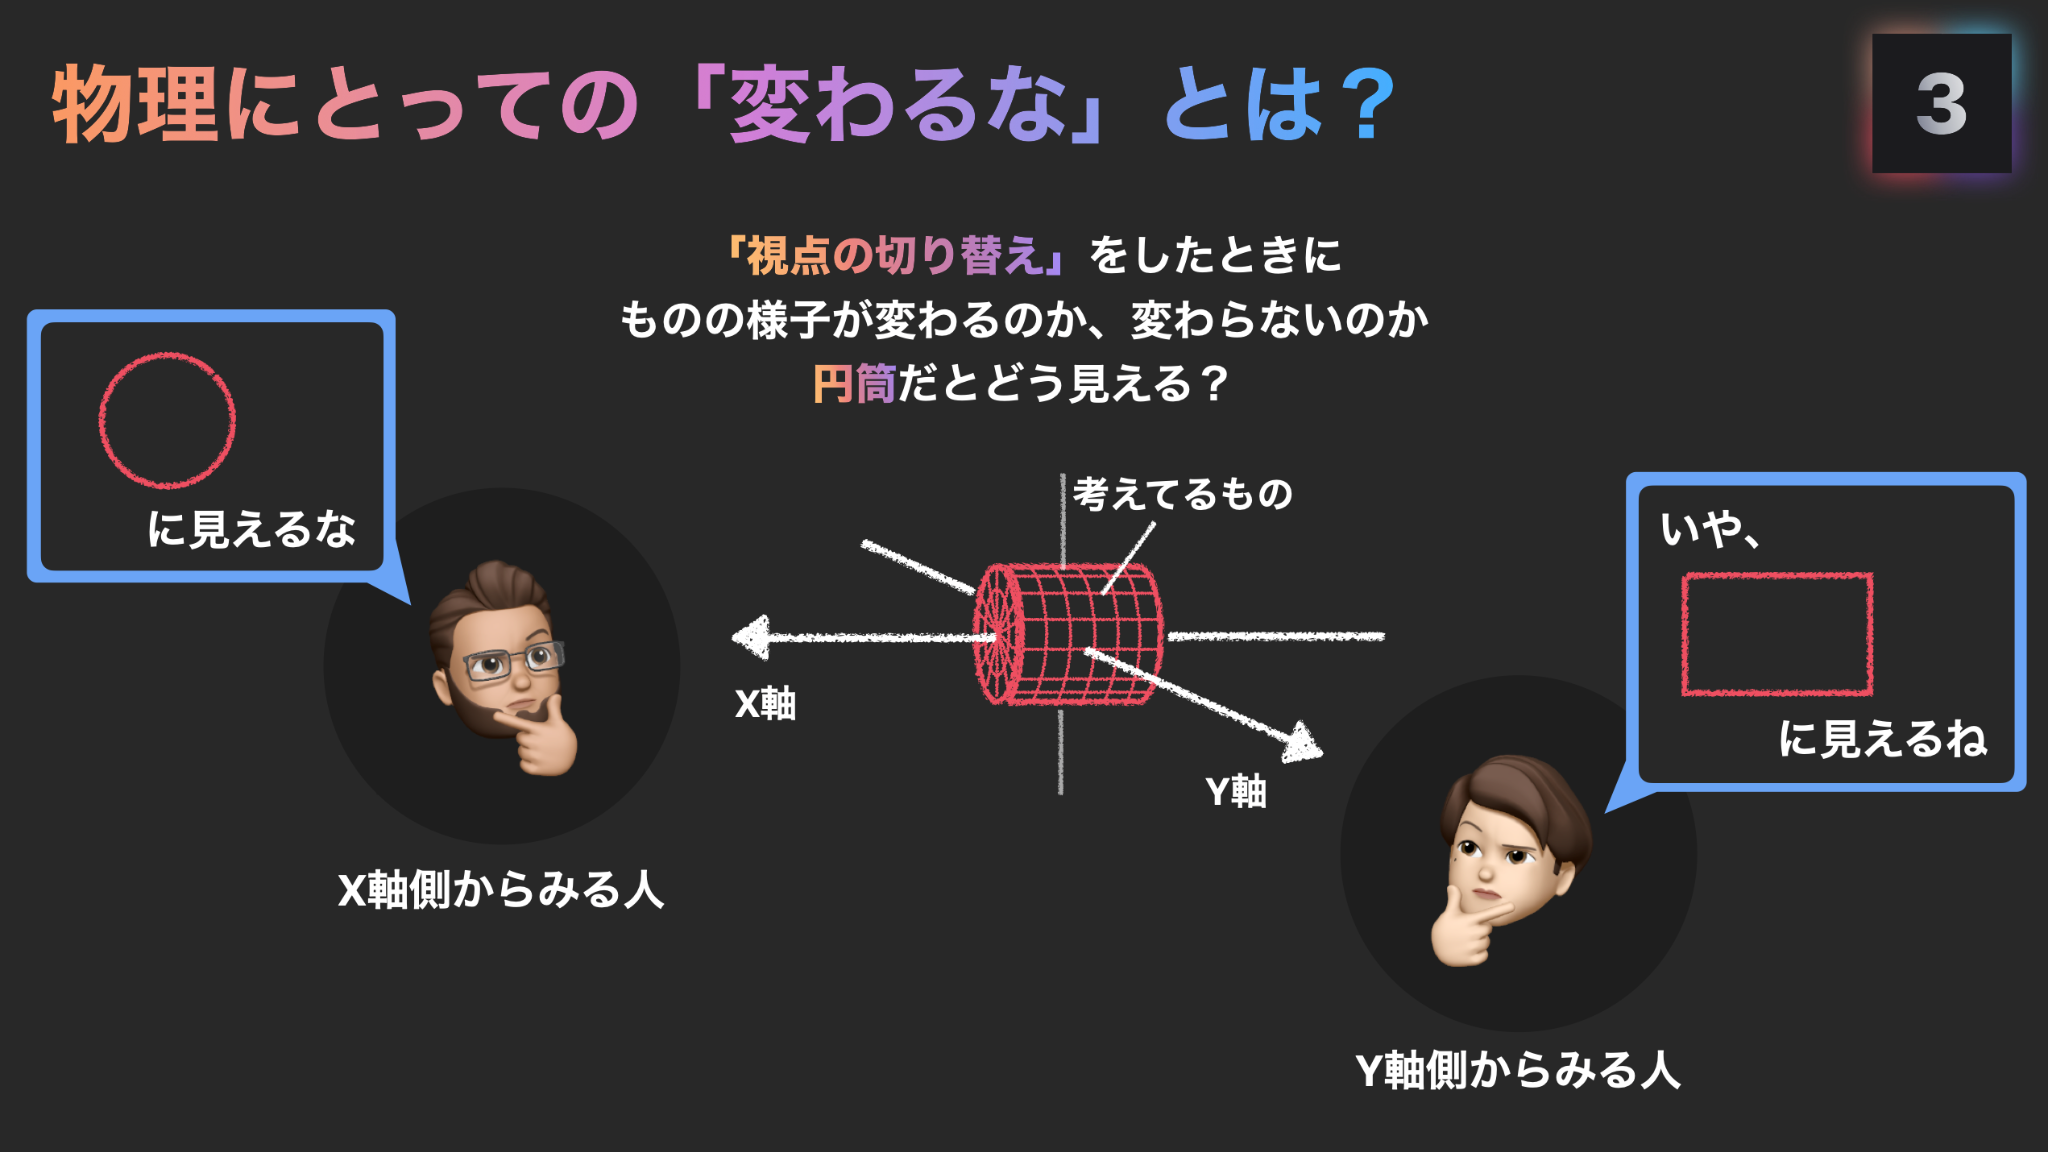 物理にとっての「変わるな」とは？
3
「視点の切り替え」をしたときに
ものの様子が変わるのか、変わらないのか
円筒だとどう見える？
に見えるな
考えてるもの
いや、
に見えるね
X軸
Y軸
X軸側からみる人
Y軸側からみる人